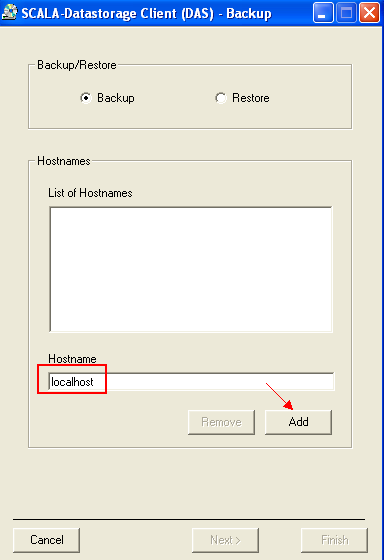 SCALA-Datastorage Client (DAS) - Backup
Backup/Restore
Backup Restore
Hostnames
List of Hostnames
Hostname
localhost
Remove Add
Cancel Next > Finish